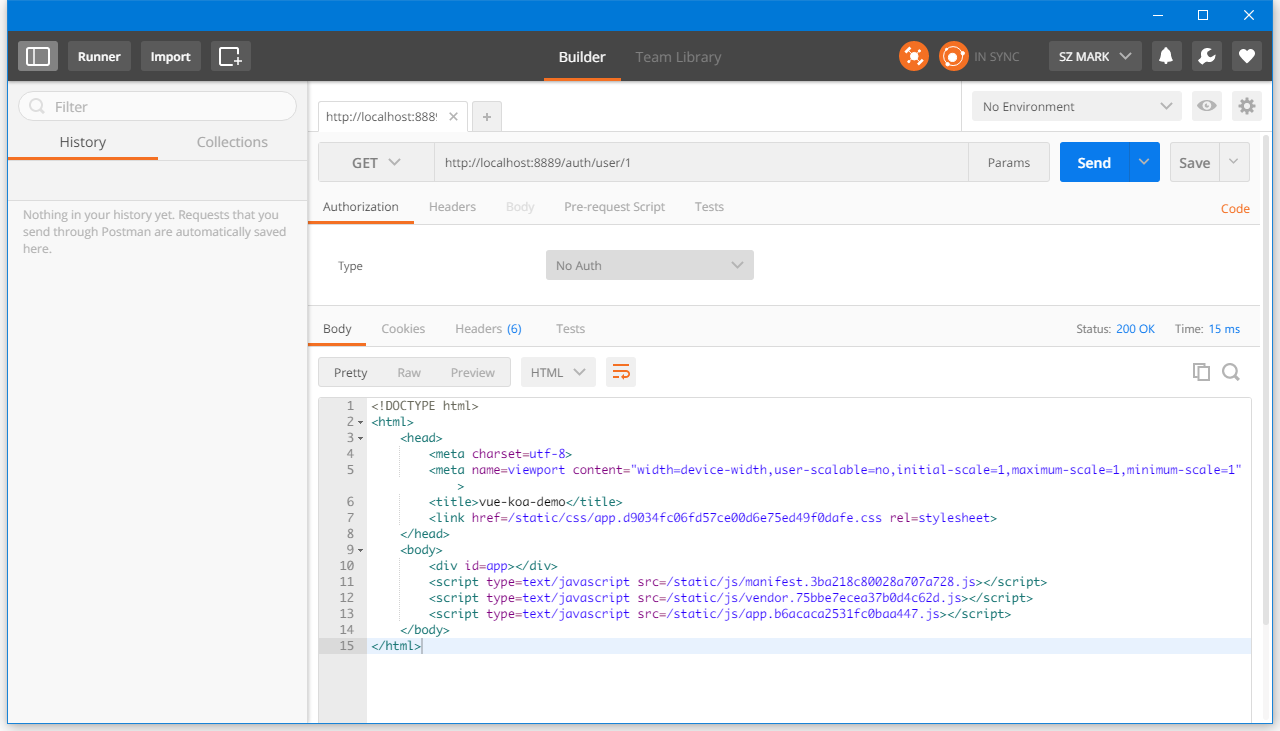 Runner
Import
Builder
Team Library
IN SYNC
SZ MARK
Filter
History
Collections
Nothing in your history yet. Requests that you
send through Postman are automatically saved
here.
http://localhost:888
No Environment
GET
http://localhost:8889/auth/user/1
Params
Send
Save
Authorization
Headers
Body
Pre-request Script
Tests
Code
Type
No Auth
Body
Cookies
Headers (6)
Tests
Status: 200 OK
Time: 15 ms
Pretty
Raw
Preview
HTML
1 <!DOCTYPE html>
2 <html>
3 <head>
4 <meta charset=utf-8>
5 <meta name=viewport content="width=device-width,user-scalable=no,initial-scale=1,maximum-scale=1,minimum-scale=1"
>
6 <title>vue-koa-demo</title>
7 <link href=/static/css/app.d9034fc06fd57ce00d6e75ed49f0dafe.css rel=stylesheet>
8 </head>
9 <body>
10 <div id=app></div>
11 <script type=text/javascript src=/static/js/manifest.3ba218c80028a707a728.js></script>
12 <script type=text/javascript src=/static/js/vendor.75bbe7ecea37b0d4c62d.js></script>
13 <script type=text/javascript src=/static/js/app.b6acaca2531fc0baa447.js></script>
14 </body>
15 </html>